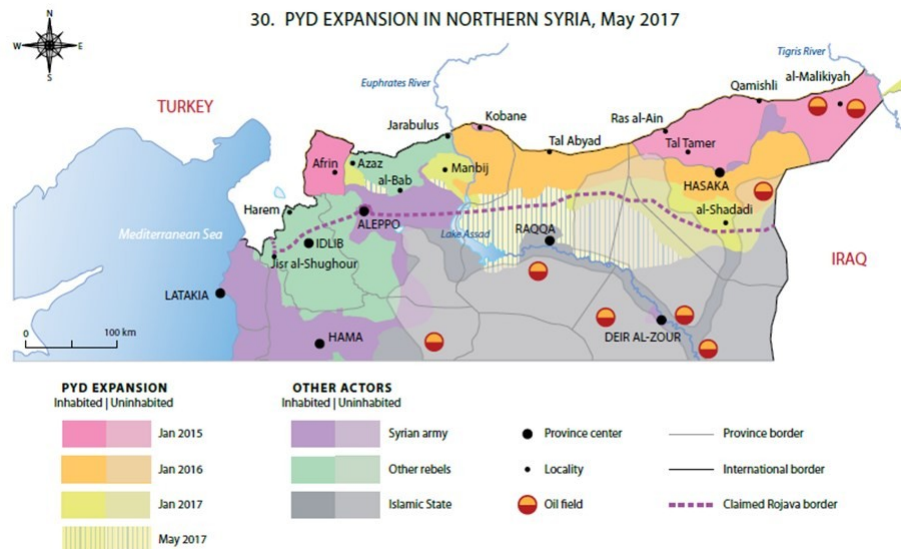 30. PYD EXPANSION IN NORTHERN SYRIA, May 2017
N
W E
S
Tigris River
al-Malikiyah
Qamishli
Euphrates River
TURKEY
Kobane
Ras al-Ain
Jarabulus
Tal Abyad
Tal Tamer
Afrin
Azaz
Manbij
al-Bab
HASAKA
Harem
ALEPPO
al-Shadadi
Mediterranean Sea
Lake Assad
RAQQA
IDLIB
Jisr al-Shughour
IRAQ
LATAKIA
0 100 km
HAMA
DEIR AL-ZOUR
PYD EXPANSION
Inhabited | Uninhabited
Jan 2015
Jan 2016
Jan 2017
May 2017
OTHER ACTORS
Inhabited | Uninhabited
Syrian army
Other rebels
Islamic State
Province center
Locality
Oil field
Province border
International border
Claimed Rojava border